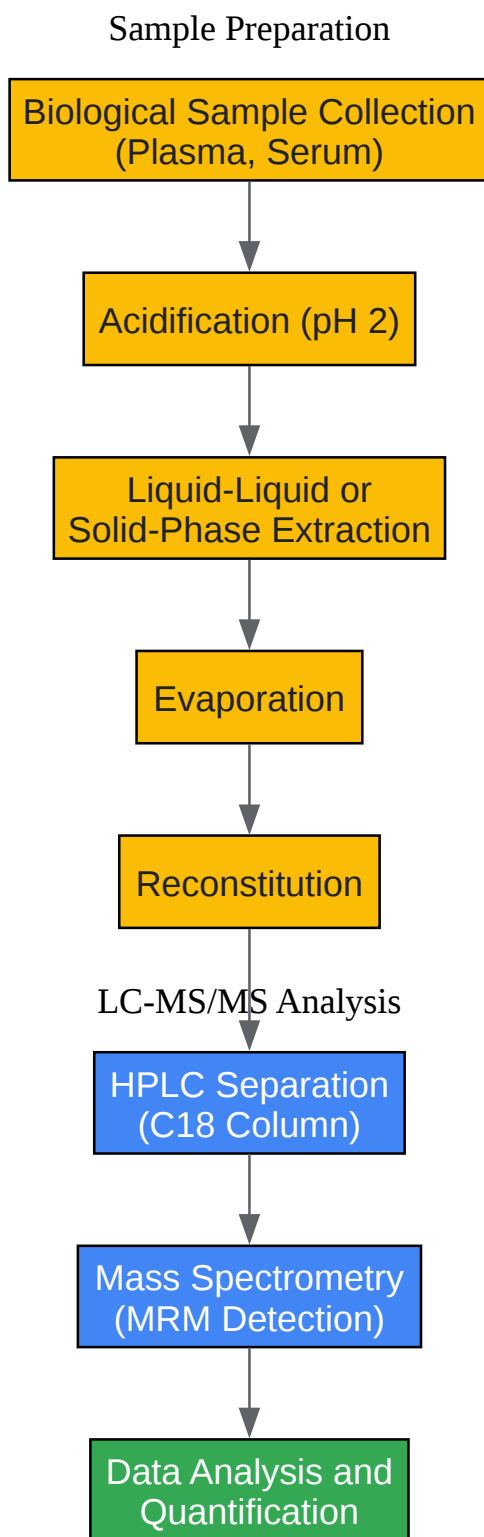 Sample Preparation
Biological Sample Collection
(Plasma, Serum)
Acidification (pH 2)
Liquid-Liquid or
Solid-Phase Extraction
Evaporation
Reconstitution
LC-MS/MS Analysis
HPLC Separation
(C18 Column)
Mass Spectrometry
(MRM Detection)
Data Analysis and
Quantification